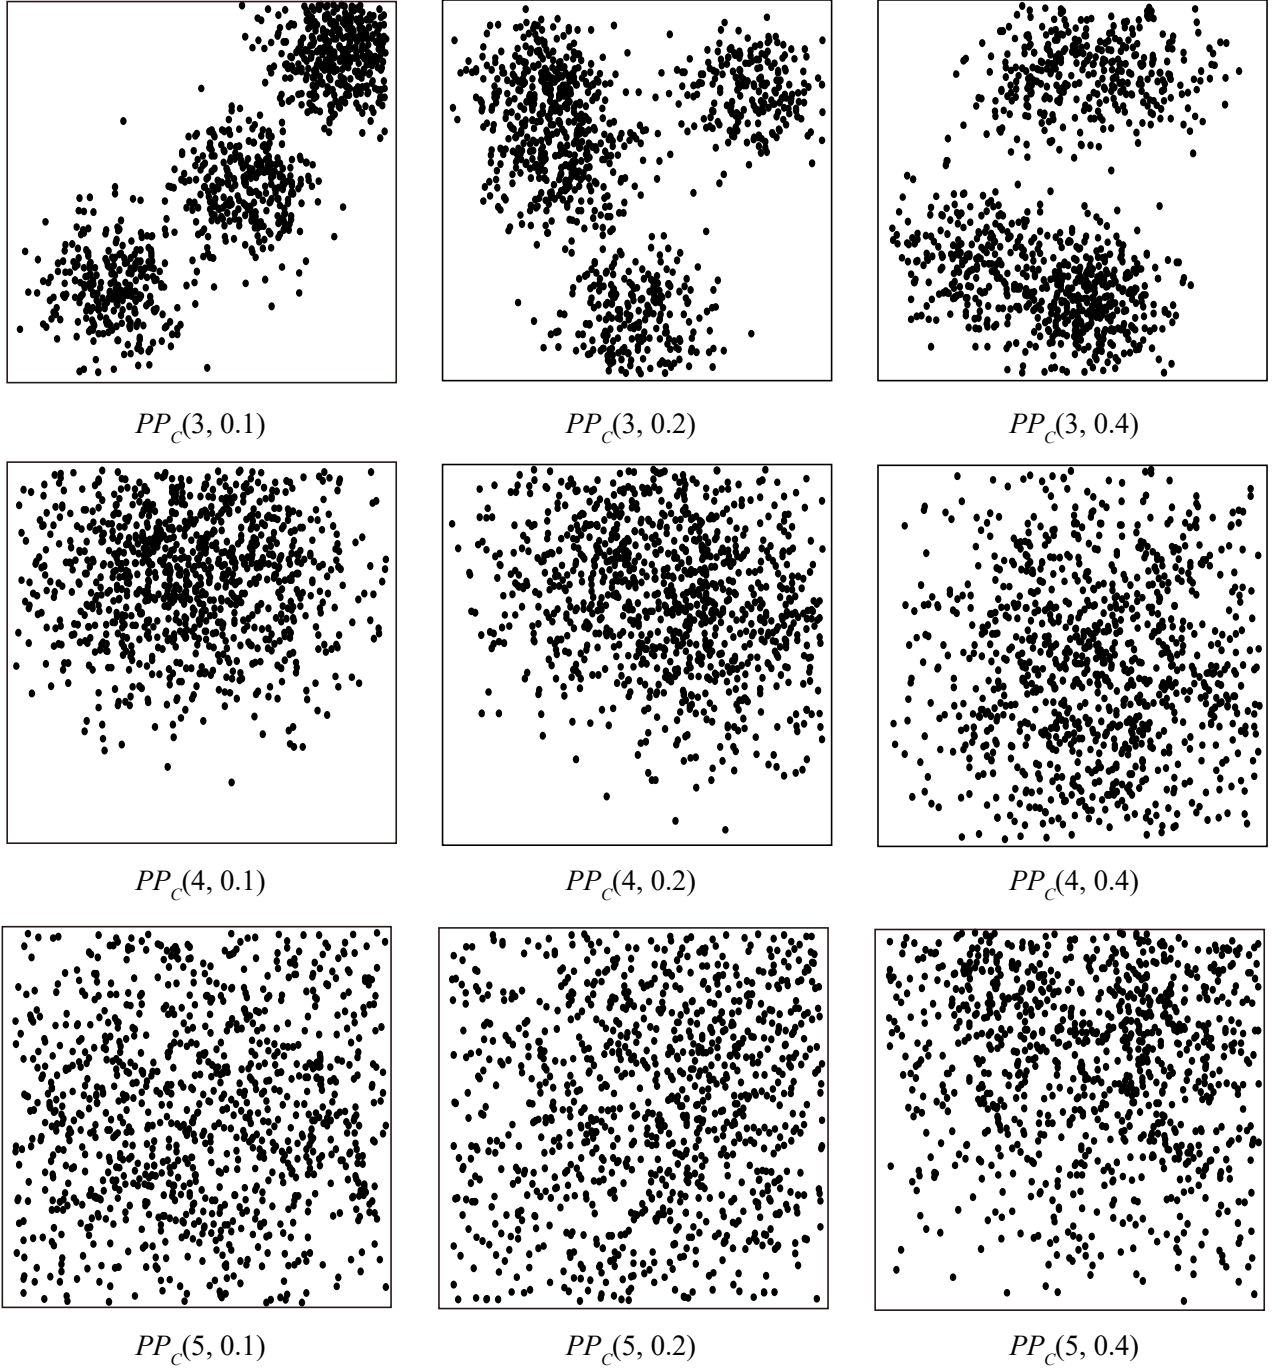 PP_C(3, 0.1) PP_C(3, 0.2) PP_C(3, 0.4)
PP_C(4, 0.1) PP_C(4, 0.2) PP_C(4, 0.4)
PP_C(5, 0.1) PP_C(5, 0.2) PP_C(5, 0.4)